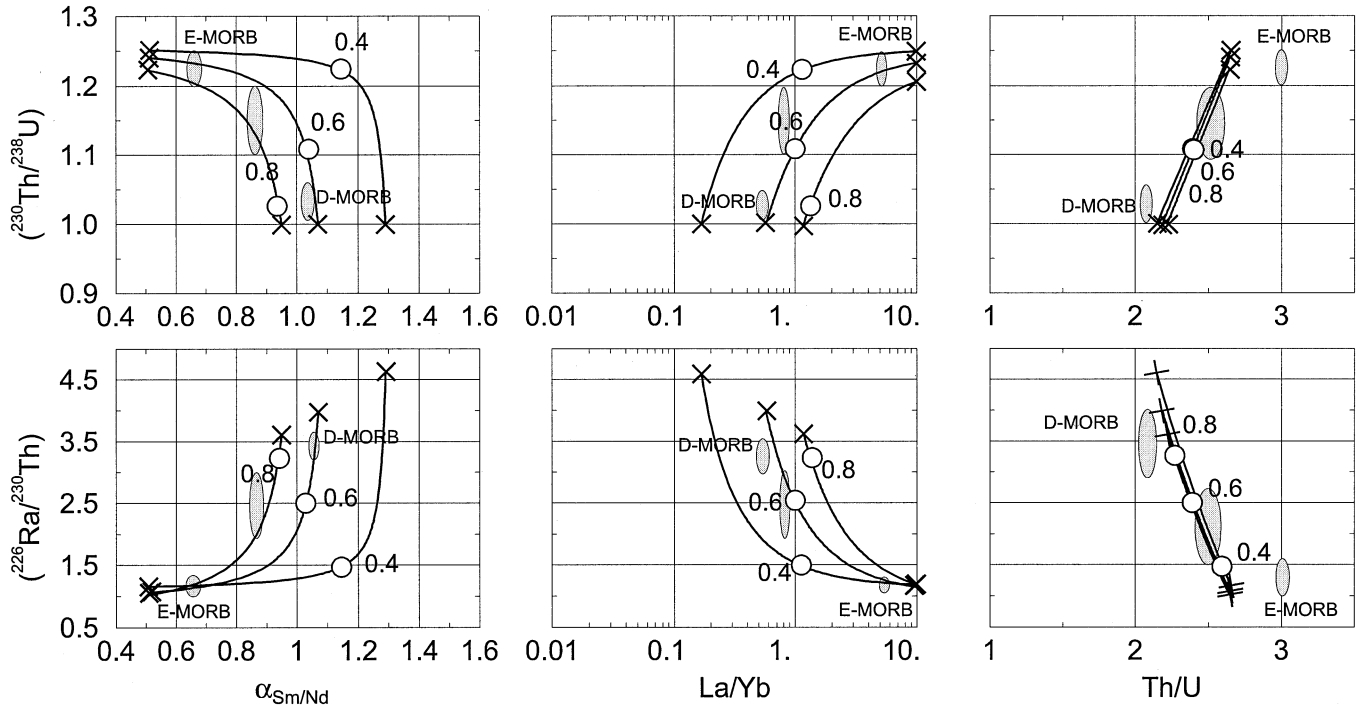 (²³⁰Th/²³⁸U)
1.3
1.2
1.1
1.0
0.9
E-MORB
0.4
0.6
0.8
D-MORB
0.4 0.6 0.8 1.0 1.2 1.4 1.6
E-MORB
0.4
0.6
D-MORB
0.8
0.01 0.1 1. 10.
E-MORB
0.4
0.6
0.8
D-MORB
1 2 3
(²²⁶Ra/²³⁰Th)
4.5
3.5
2.5
1.5
0.5
D-MORB
0.8
0.6
0.4
E-MORB
0.4 0.6 0.8 1 1.2 1.4 1.6
α_Sm/Nd
D-MORB
0.8
0.6
0.4
E-MORB
0.01 0.1 1. 10.
La/Yb
D-MORB
0.8
0.6
0.4
E-MORB
1 2 3
Th/U